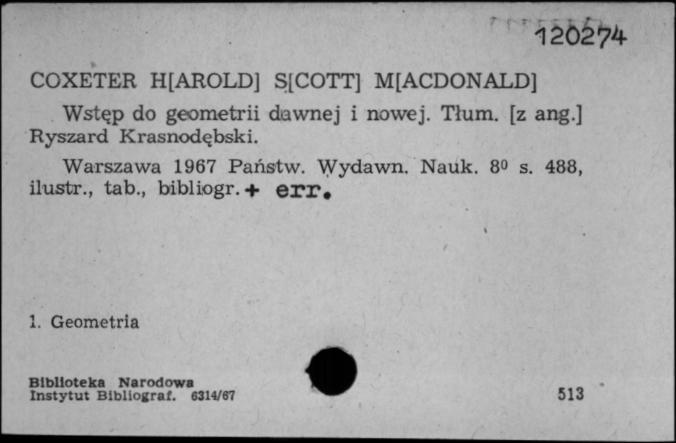 120274
COXETER H[AROLD] S[COTT] M[ACDONALD]
Wstęp do geometrii dawnej i nowej. Tłum. [z ang.]
Ryszard Krasnodębski.
Warszawa 1967 Państw. Wydawn. Nauk. 8⁰ s. 488,
ilustr., tab., bibliogr. + err.
1. Geometria
Biblioteka Narodowa
Instytut Bibliograf. 6314/67
513